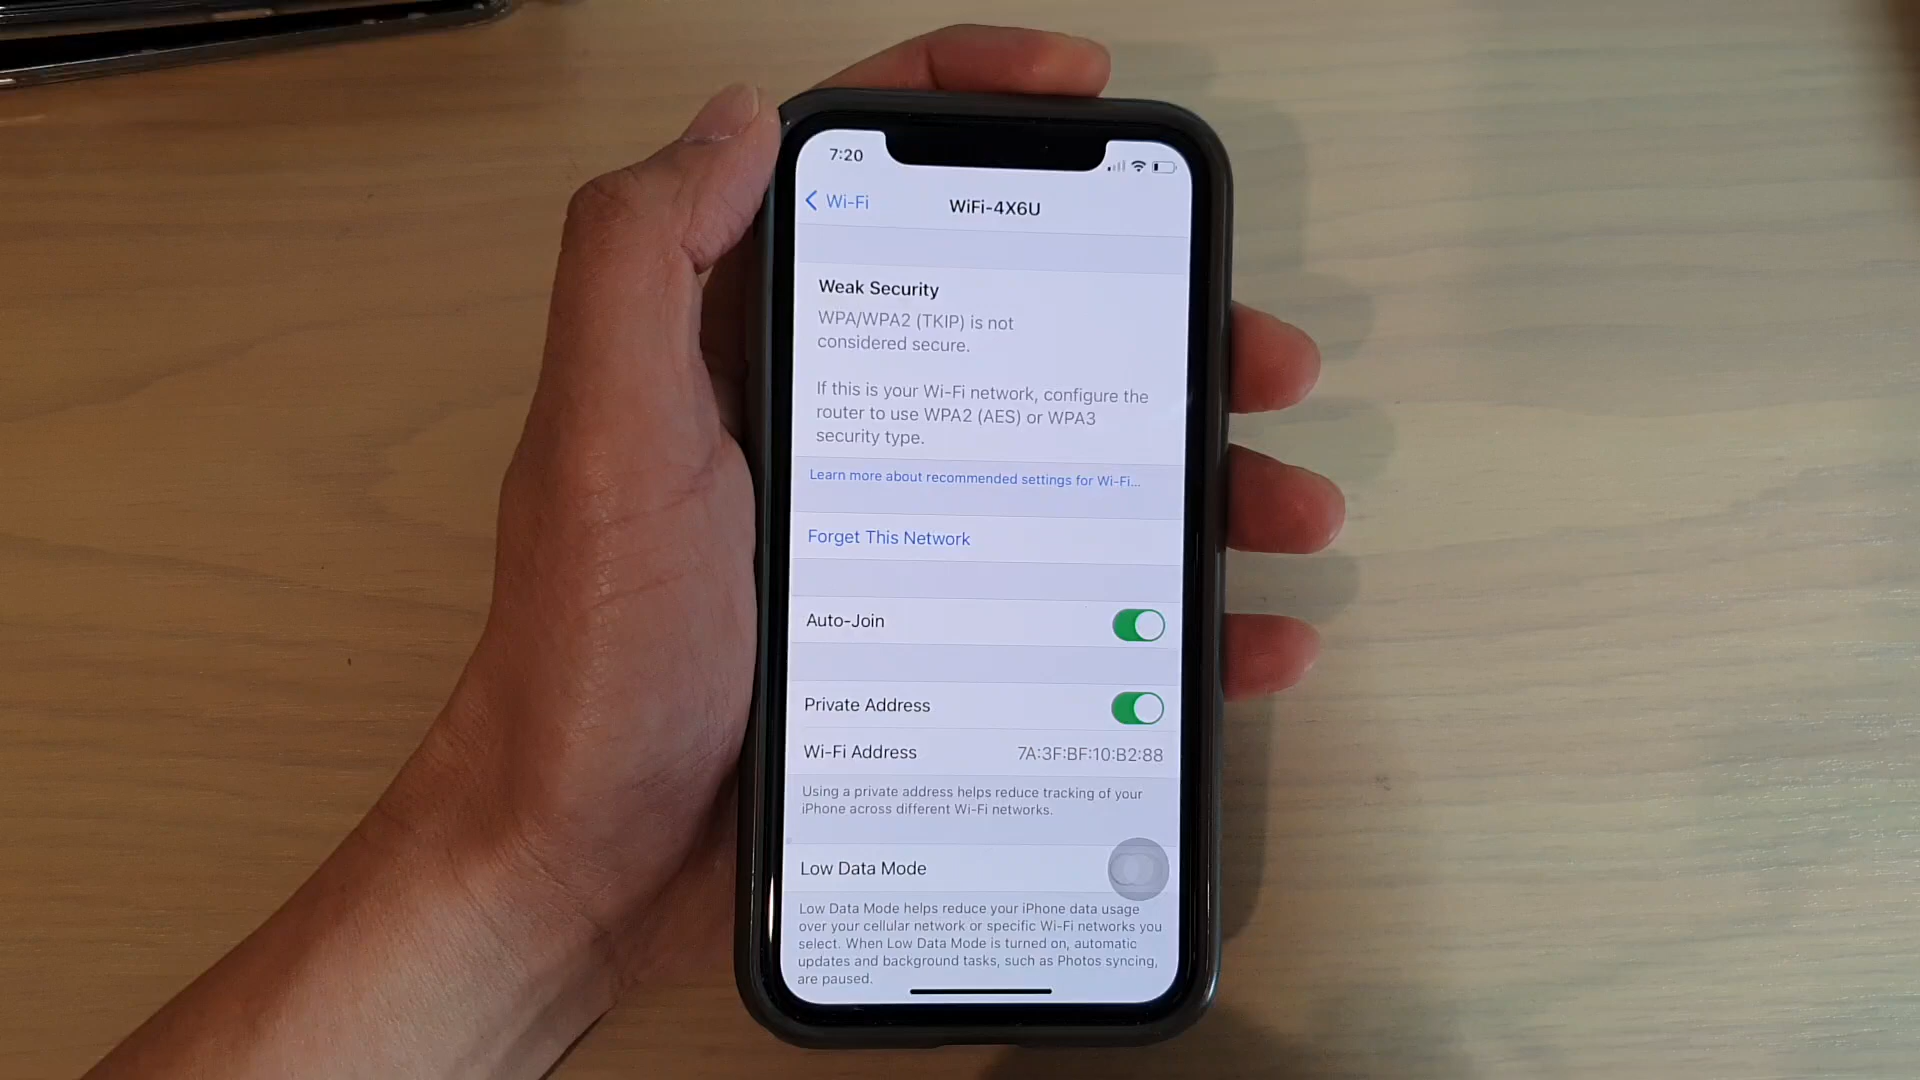 7:20
Wi-Fi
WiFi-4X6U
Weak Security
WPA/WPA2 (TKIP) is not
considered secure.
If this is your Wi-Fi network, configure the
router to use WPA2 (AES) or WPA3
security type.
Learn more about recommended settings for Wi-Fi...
Forget This Network
Auto-Join
Private Address
Wi-Fi Address 7A:3F:BF:10:B2:88
Using a private address helps reduce tracking of your
iPhone across different Wi-Fi networks.
Low Data Mode
Low Data Mode helps reduce your iPhone data usage
over your cellular network or specific Wi-Fi networks you
select. When Low Data Mode is turned on, automatic
updates and background tasks, such as Photos syncing,
are paused.